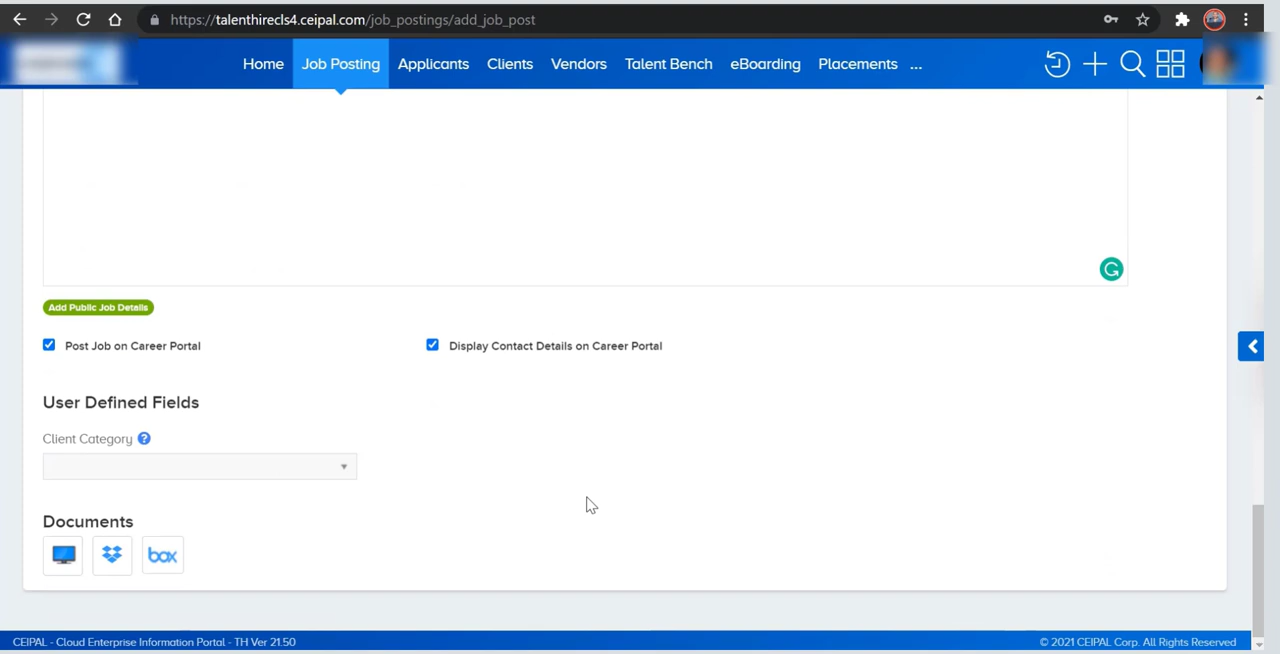 https://talenthirecls4.ceipal.com/job_postings/add_job_post
Home Job Posting Applicants Clients Vendors Talent Bench eBoarding Placements ...
Add Public Job Details
Post Job on Career Portal Display Contact Details on Career Portal
User Defined Fields
Client Category ?
Documents
box
CEIPAL - Cloud Enterprise Information Portal - TH Ver 21.50 © 2021 CEIPAL Corp. All Rights Reserved